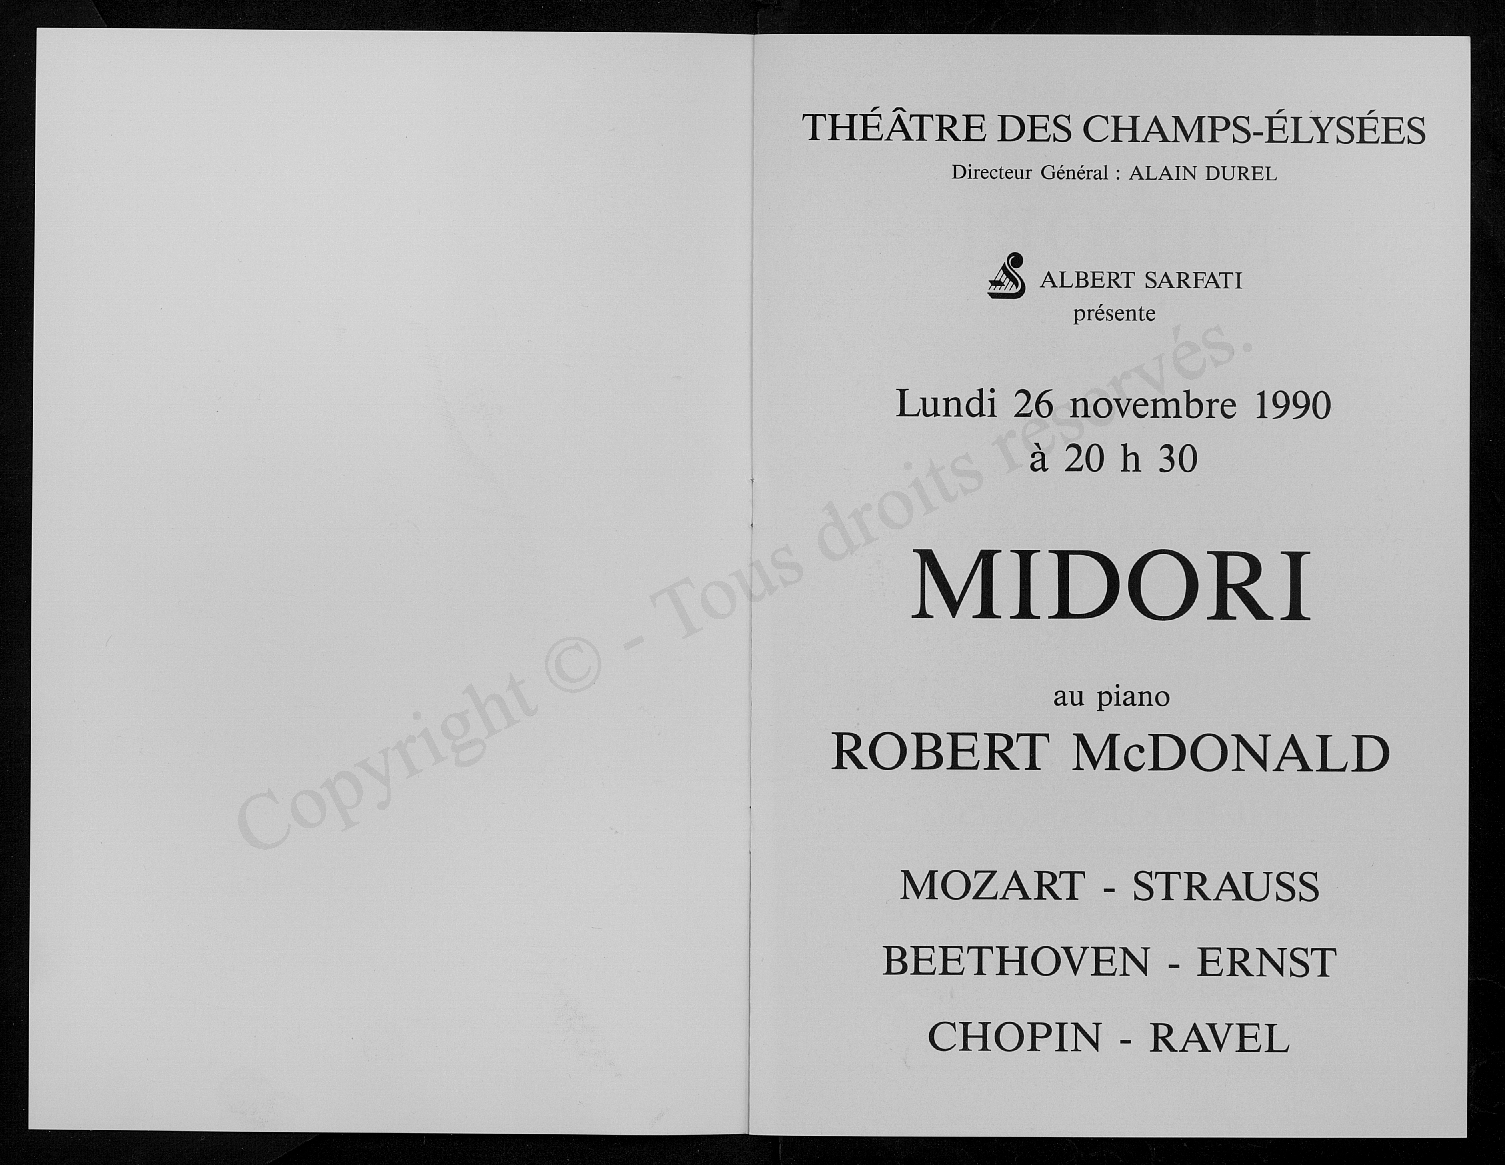 THÉÂTRE DES CHAMPS-ÉLYSÉES
Directeur Général : ALAIN DUREL
ALBERT SARFATI
présente
Lundi 26 novembre 1990
à 20 h 30
MIDORI
au piano
ROBERT McDONALD
MOZART - STRAUSS
BEETHOVEN - ERNST
CHOPIN - RAVEL
Copyright © - Tous droits réservés.